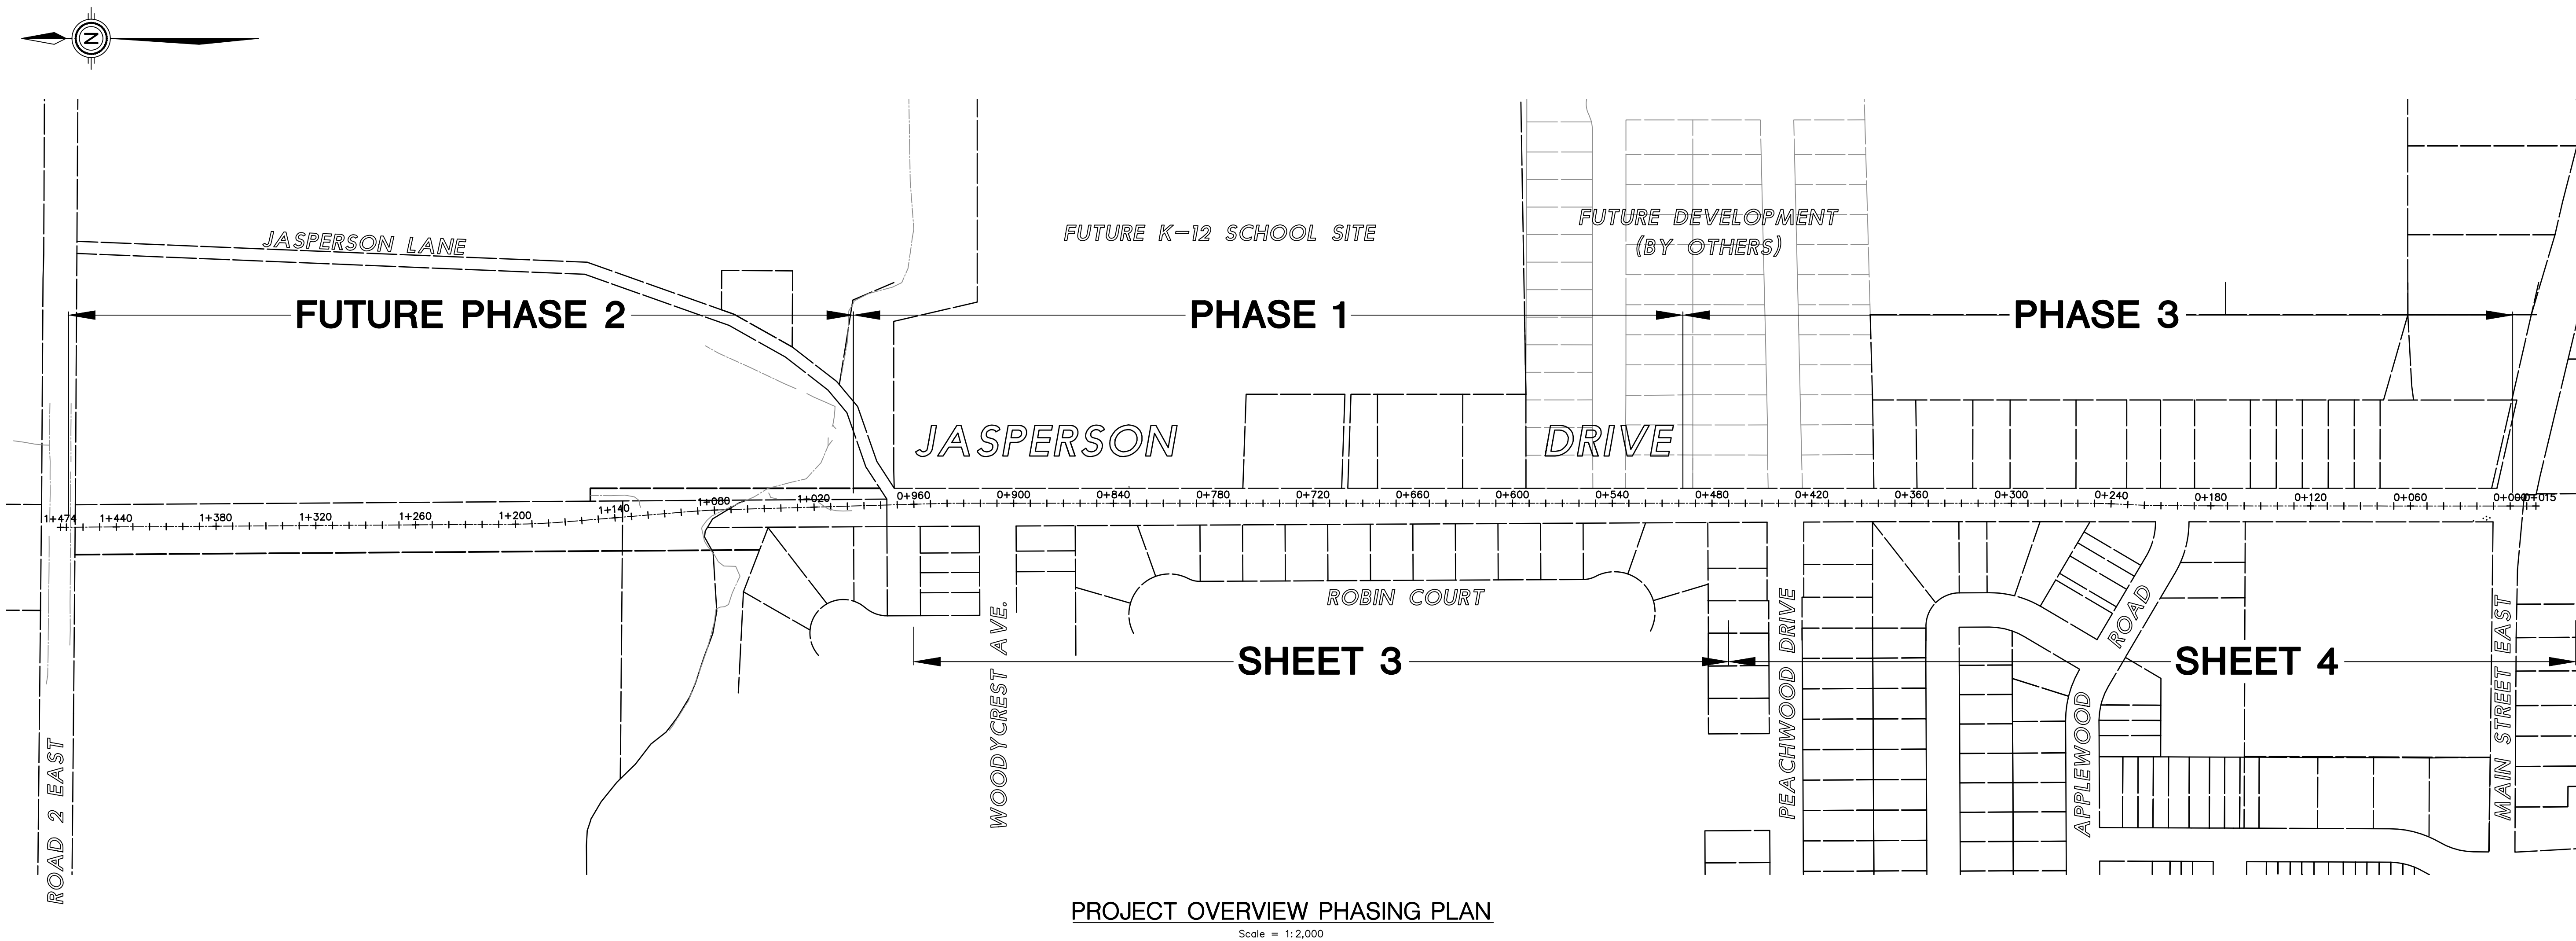 N
JASPERSON LANE
FUTURE K-12 SCHOOL SITE
FUTURE DEVELOPMENT
(BY OTHERS)
FUTURE PHASE 2
PHASE 1
PHASE 3
JASPERSON DRIVE
1+474 1+440 1+380 1+320 1+260 1+200 1+140 1+080 1+020 0+960 0+900 0+840 0+780 0+720 0+660 0+600 0+540 0+480 0+420 0+360 0+300 0+240 0+180 0+120 0+060 0+000 0+015
ROBIN COURT
SHEET 3
SHEET 4
ROAD 2 EAST
WOODYCREST AVE.
PEACHWOOD DRIVE
APPLEWOOD ROAD
MAIN STREET EAST
PROJECT OVERVIEW PHASING PLAN
Scale = 1:2,000